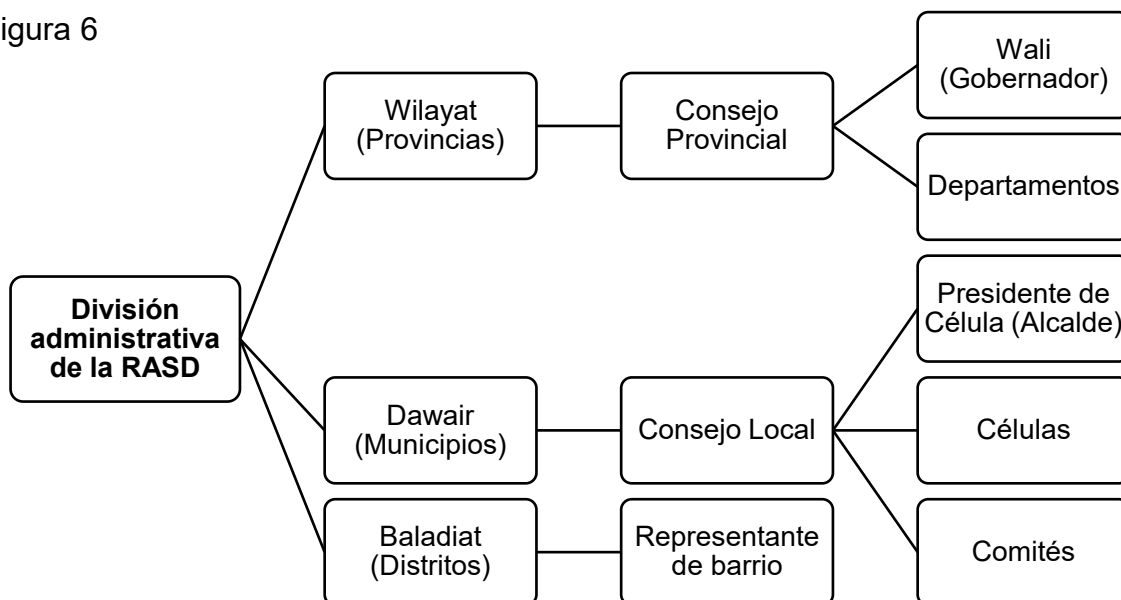 igura 6
Wilayat
(Provincias)
Consejo
Provincial
Wali
(Gobernador)
Departamentos
División
administrativa
de la RASD
Dawair
(Municipios)
Consejo Local
Presidente de
Célula (Alcalde)
Células
Comités
Baladiat
(Distritos)
Representante
de barrio